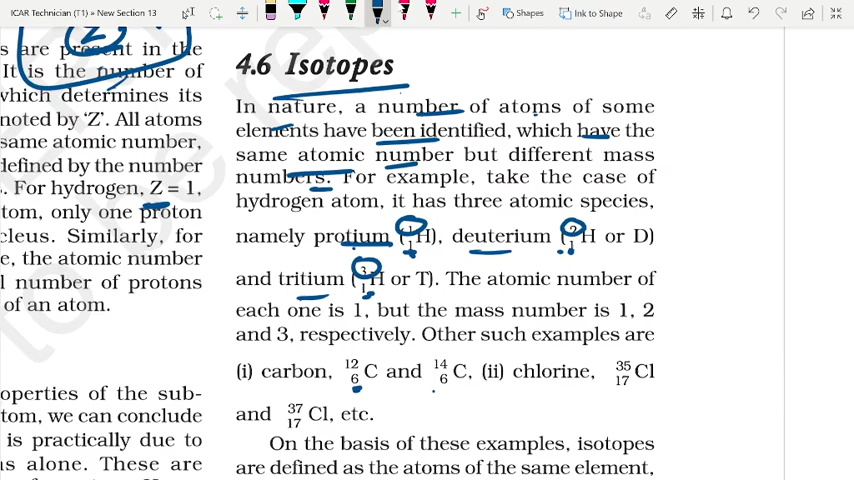 ICAR Technician (T1) » New Section 13
Shapes
Ink to Shape
s are present in the
It is the number of
which determines its
noted by 'Z'. All atoms
same atomic number,
defined by the number
. For hydrogen, Z = 1,
tom, only one proton
cleus. Similarly, for
e, the atomic number
l number of protons
of an atom.
operties of the sub-
tom, we can conclude
is practically due to
ns alone. These are
4.6 Isotopes
In nature, a number of atoms of some
elements have been identified, which have the
same atomic number but different mass
numbers. For example, take the case of
hydrogen atom, it has three atomic species,
namely protium (¹₁H), deuterium (²₁H or D)
and tritium (³₁H or T). The atomic number of
each one is 1, but the mass number is 1, 2
and 3, respectively. Other such examples are
(i) carbon, ¹²₆C and ¹⁴₆C, (ii) chlorine, ³⁵₁₇Cl
and ³⁷₁₇Cl, etc.
On the basis of these examples, isotopes
are defined as the atoms of the same element,